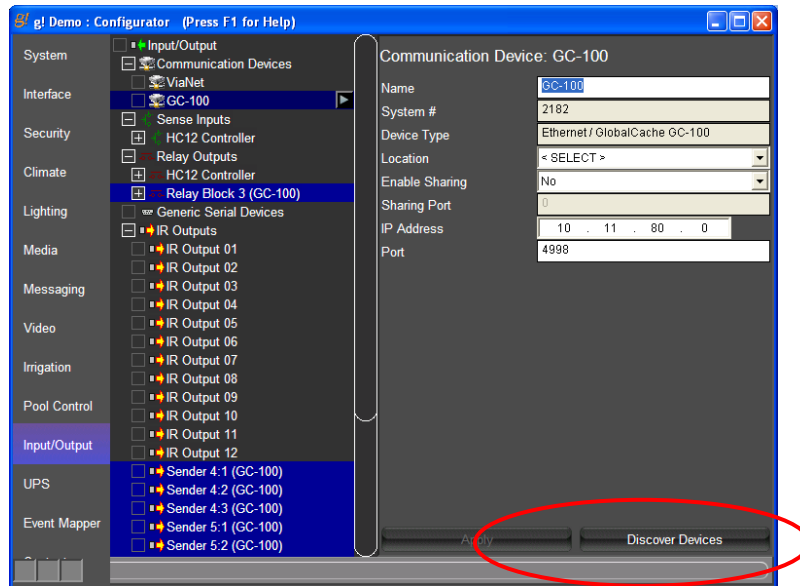 g! Demo : Configurator (Press F1 for Help)
System
Interface
Security
Climate
Lighting
Media
Messaging
Video
Irrigation
Pool Control
Input/Output
UPS
Event Mapper
Input/Output
Communication Devices
ViaNet
GC-100
Sense Inputs
HC12 Controller
Relay Outputs
HC12 Controller
Relay Block 3 (GC-100)
Generic Serial Devices
IR Outputs
IR Output 01
IR Output 02
IR Output 03
IR Output 04
IR Output 05
IR Output 06
IR Output 07
IR Output 08
IR Output 09
IR Output 10
IR Output 11
IR Output 12
Sender 4:1 (GC-100)
Sender 4:2 (GC-100)
Sender 4:3 (GC-100)
Sender 5:1 (GC-100)
Sender 5:2 (GC-100)
Communication Device: GC-100
Name GC-100
System # 2182
Device Type Ethernet / GlobalCache GC-100
Location < SELECT >
Enable Sharing No
Sharing Port 0
IP Address 10 . 11 . 80 . 0
Port 4998
Apply Discover Devices